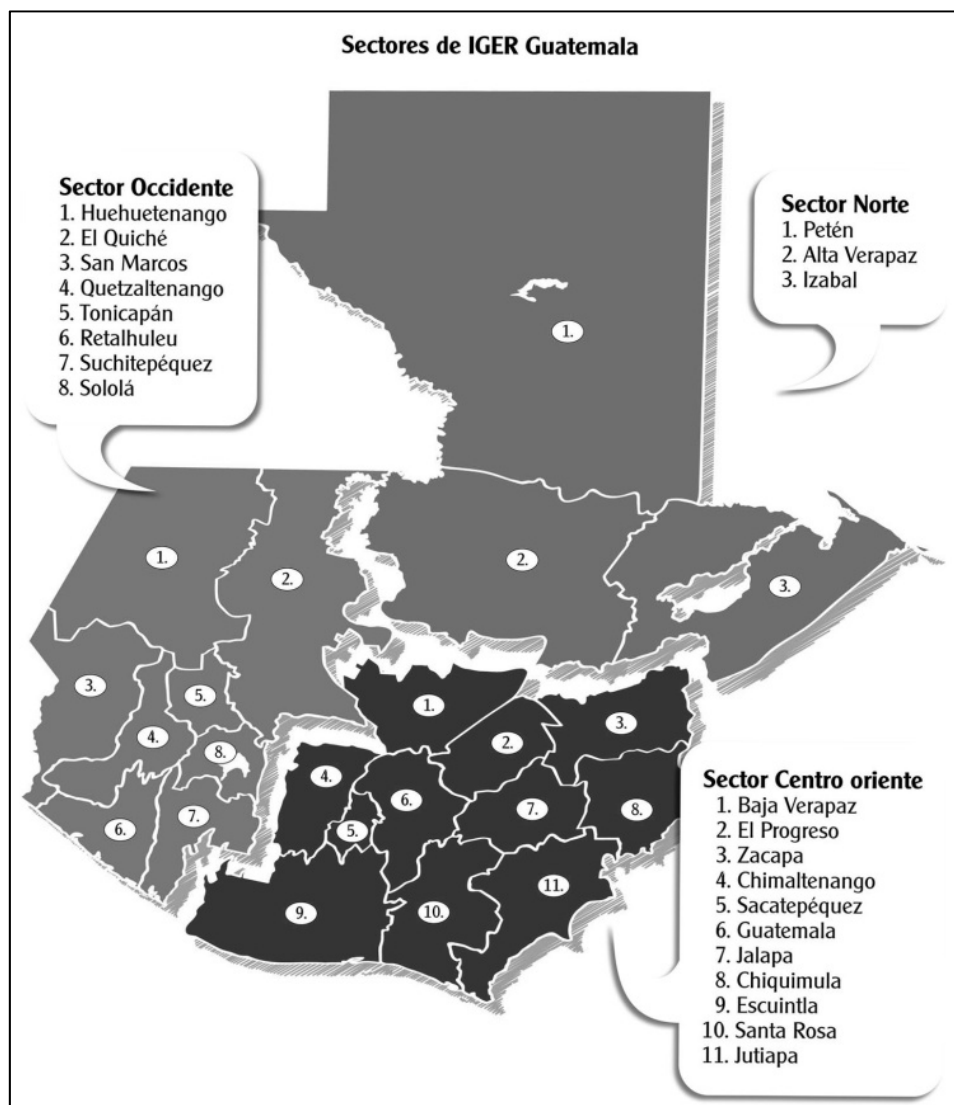 Sectores de IGER Guatemala
Sector Occidente
1. Huehuetenango
2. El Quiché
3. San Marcos
4. Quetzaltenango
5. Tonicapán
6. Retalhuleu
7. Suchitepéquez
8. Sololá
Sector Norte
1. Petén
2. Alta Verapaz
3. Izabal
1.
1.
2.
2.
3.
3.
5.
4.
8.
6.
7.
1.
2.
3.
4.
5.
6.
7.
8.
9.
10.
11.
Sector Centro oriente
1. Baja Verapaz
2. El Progreso
3. Zacapa
4. Chimaltenango
5. Sacatepéquez
6. Guatemala
7. Jalapa
8. Chiquimula
9. Escuintla
10. Santa Rosa
11. Jutiapa